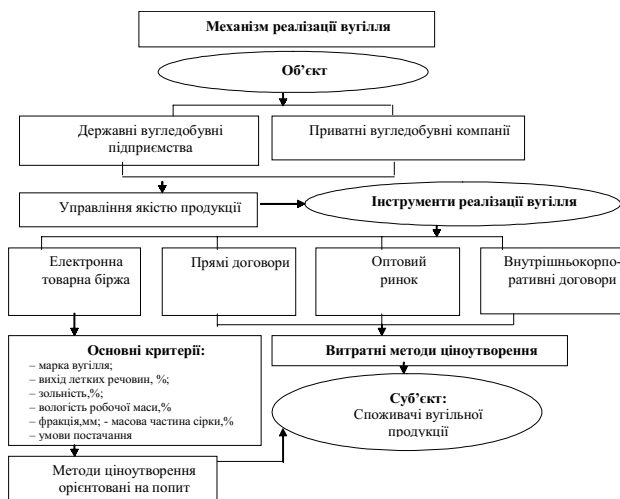 Механізм реалізації вугілля
Об’єкт
Державні вугледобувні
підприємства
Приватні вугледобувні компанії
Управління якістю продукції
Інструменти реалізації вугілля
Електронна
товарна біржа
Прямі договори
Оптовий
ринок
Внутрішньокорпо-
ративні договори
Основні критерії:
– марка вугілля;
– вихід летких речовин, %;
– зольність,%;
– вологість робочої маси,%
– фракція,мм; - масова частина сірки,%
– умови постачання
Витратні методи ціноутворення
Суб’єкт:
Споживачі вугільної
продукції
Методи ціноутворення
орієнтовані на попит